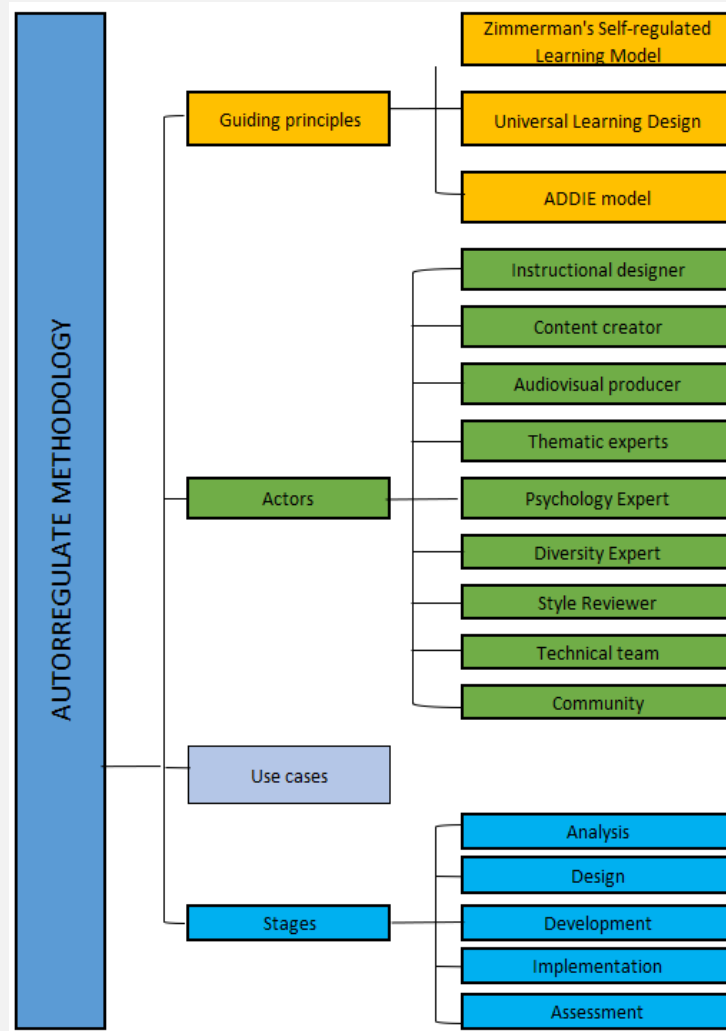 AUTORREGULATE METHODOLOGY
Guiding principles
Zimmerman's Self-regulated
Learning Model
Universal Learning Design
ADDIE model
Actors
Instructional designer
Content creator
Audiovisual producer
Thematic experts
Psychology Expert
Diversity Expert
Style Reviewer
Technical team
Community
Use cases
Stages
Analysis
Design
Development
Implementation
Assessment